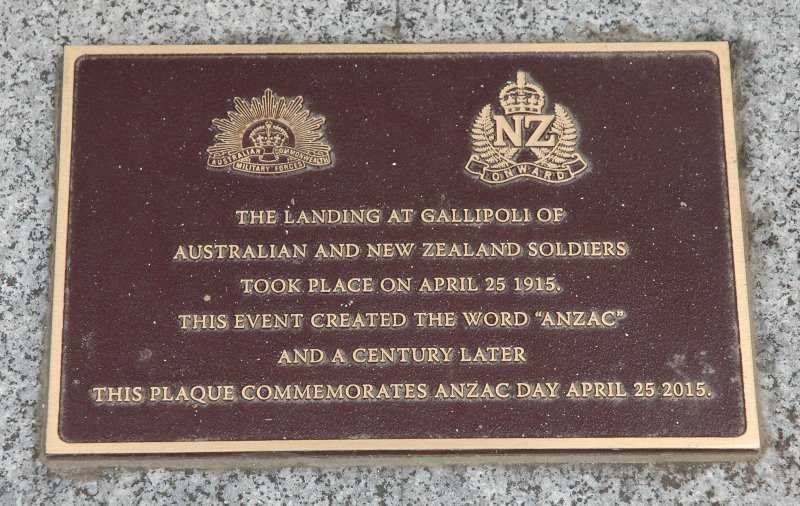 AUSTRALIAN COMMONWEALTH
MILITARY FORCES
NZ
ONWARD
THE LANDING AT GALLIPOLI OF
AUSTRALIAN AND NEW ZEALAND SOLDIERS
TOOK PLACE ON APRIL 25 1915.
THIS EVENT CREATED THE WORD “ANZAC”
AND A CENTURY LATER
THIS PLAQUE COMMEMORATES ANZAC DAY APRIL 25 2015.